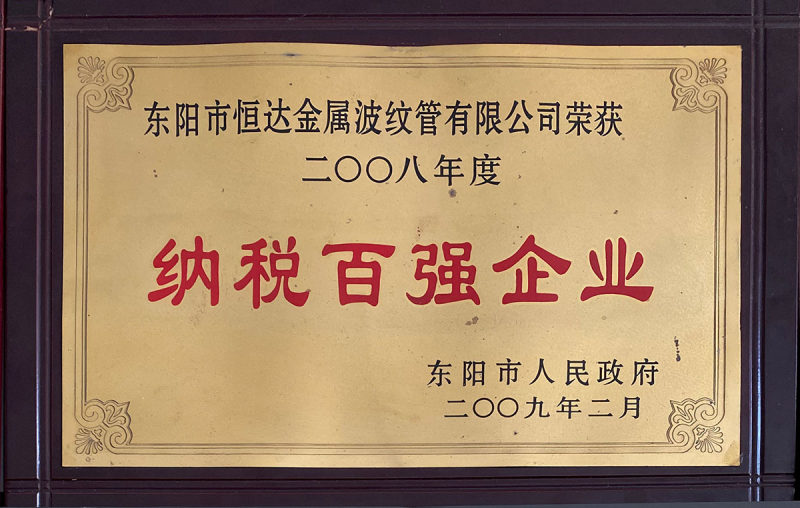 东阳市恒达金属波纹管有限公司荣获
二〇〇八年度
纳税百强企业
东阳市人民政府
二〇〇九年二月